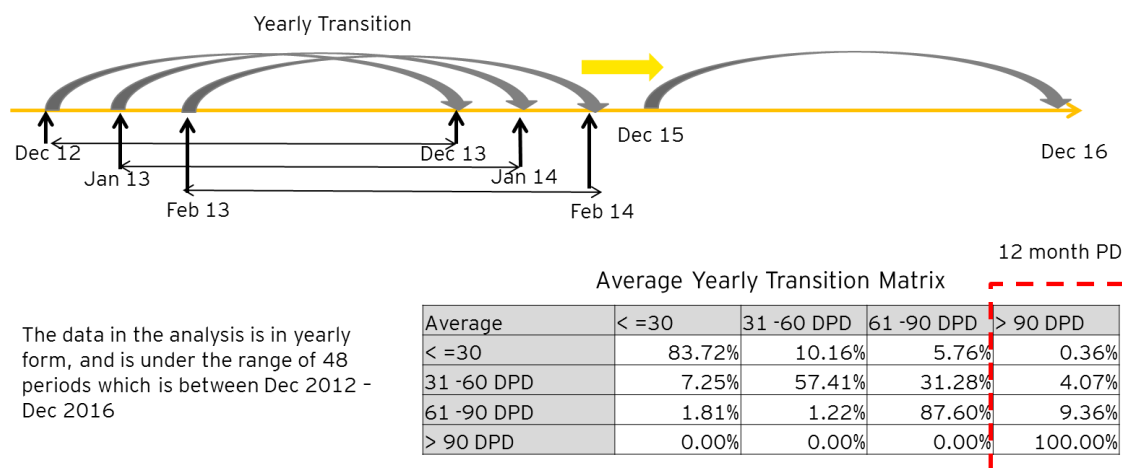 Yearly Transition
Dec 12
Jan 13
Feb 13
Dec 13
Jan 14
Feb 14
Dec 15
Dec 16
12 month PD
Average Yearly Transition Matrix
The data in the analysis is in yearly
form, and is under the range of 48
periods which is between Dec 2012 –
Dec 2016
Average < =30 31 -60 DPD 61 -90 DPD > 90 DPD
< =30 83.72% 10.16% 5.76% 0.36%
31 -60 DPD 7.25% 57.41% 31.28% 4.07%
61 -90 DPD 1.81% 1.22% 87.60% 9.36%
> 90 DPD 0.00% 0.00% 0.00% 100.00%